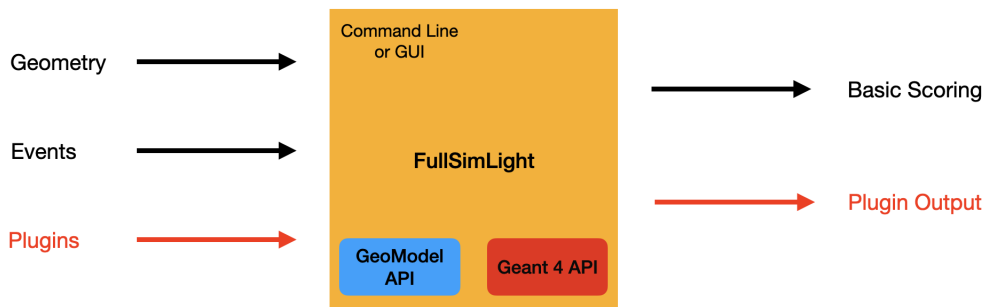 Geometry
Events
Plugins
Command Line
or GUI
FullSimLight
GeoModel
API
Geant 4 API
Basic Scoring
Plugin Output